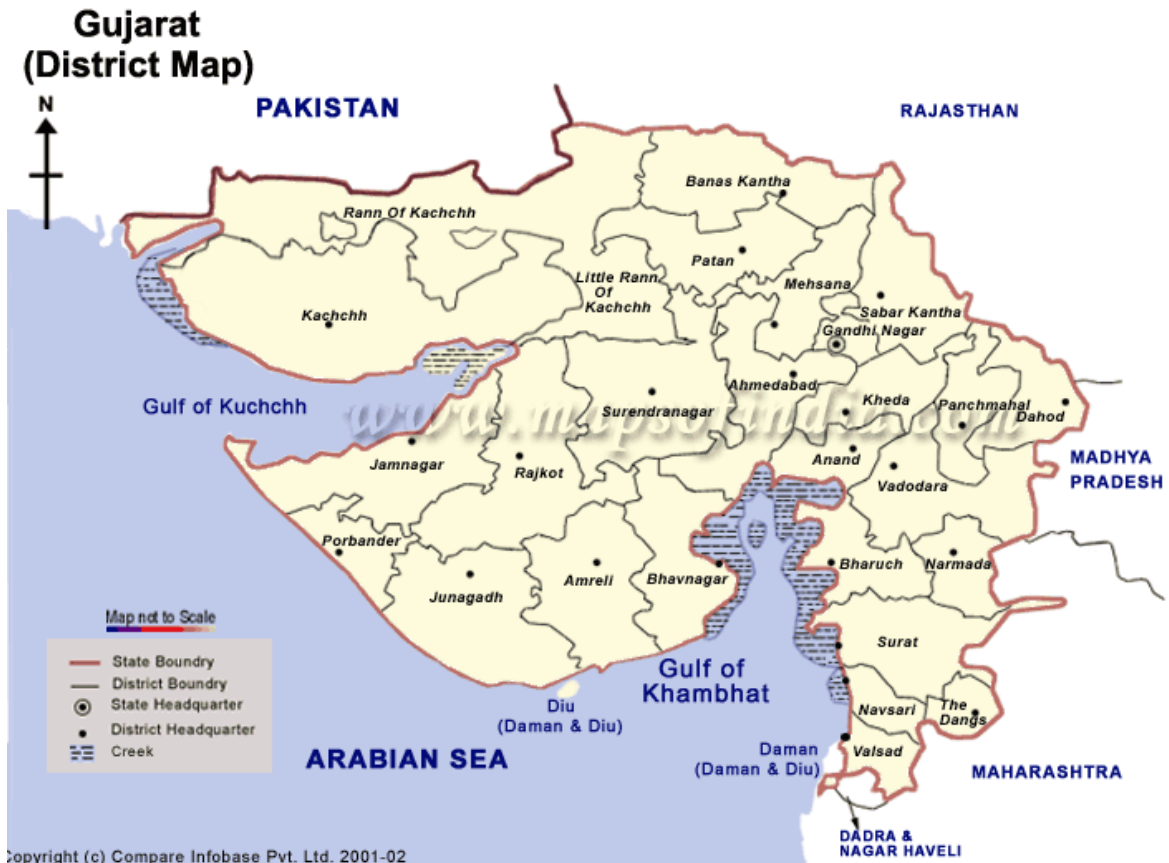 Gujarat
(District Map)
N
PAKISTAN
RAJASTHAN
Banas Kantha
Rann Of Kachchh
Patan
Little Rann
Of
Kachchh
Mehsana
Kachchh
Sabar Kantha
Gandhi Nagar
Ahmedabad
Gulf of Kuchchh
www.mapsofindia.com
Surendranagar
Kheda
Panchmahal
Dahod
Jamnagar
Rajkot
Anand
Vadodara
MADHYA
PRADESH
Porbander
Junagadh
Amreli
Bhavnagar
Bharuch
Narmada
Map not to Scale
State Boundry
District Boundry
State Headquarter
District Headquarter
Creek
Surat
Gulf of
Khambhat
Diu
(Daman & Diu)
Navsari
The
Dangs
ARABIAN SEA
Daman
(Daman & Diu)
Valsad
MAHARASHTRA
DADRA &
NAGAR HAVELI
Copyright (c) Compare Infobase Pvt. Ltd. 2001-02